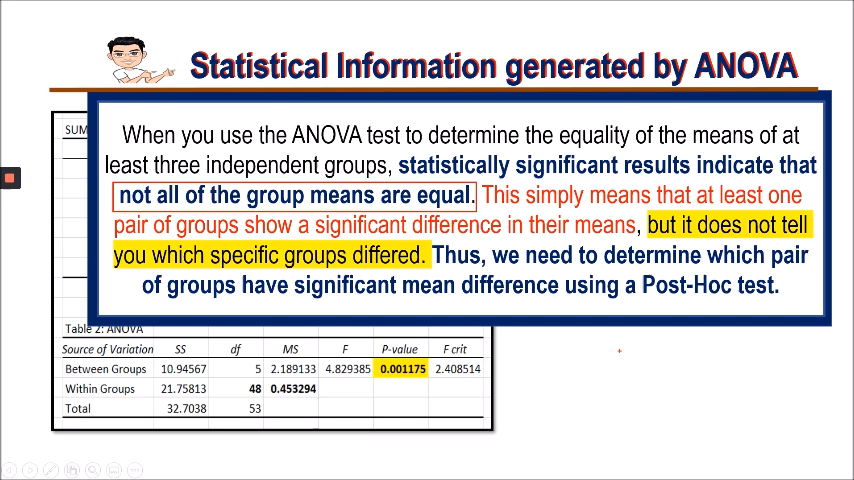 Statistical Information generated by ANOVA
SUM
When you use the ANOVA test to determine the equality of the means of at
least three independent groups, statistically significant results indicate that
not all of the group means are equal. This simply means that at least one
pair of groups show a significant difference in their means, but it does not tell
you which specific groups differed. Thus, we need to determine which pair
of groups have significant mean difference using a Post-Hoc test.
Table 2: ANOVA
Source of Variation SS df MS F P-value F crit
Between Groups 10.94567 5 2.189133 4.829385 0.001175 2.408514
Within Groups 21.75813 48 0.453294
Total 32.7038 53